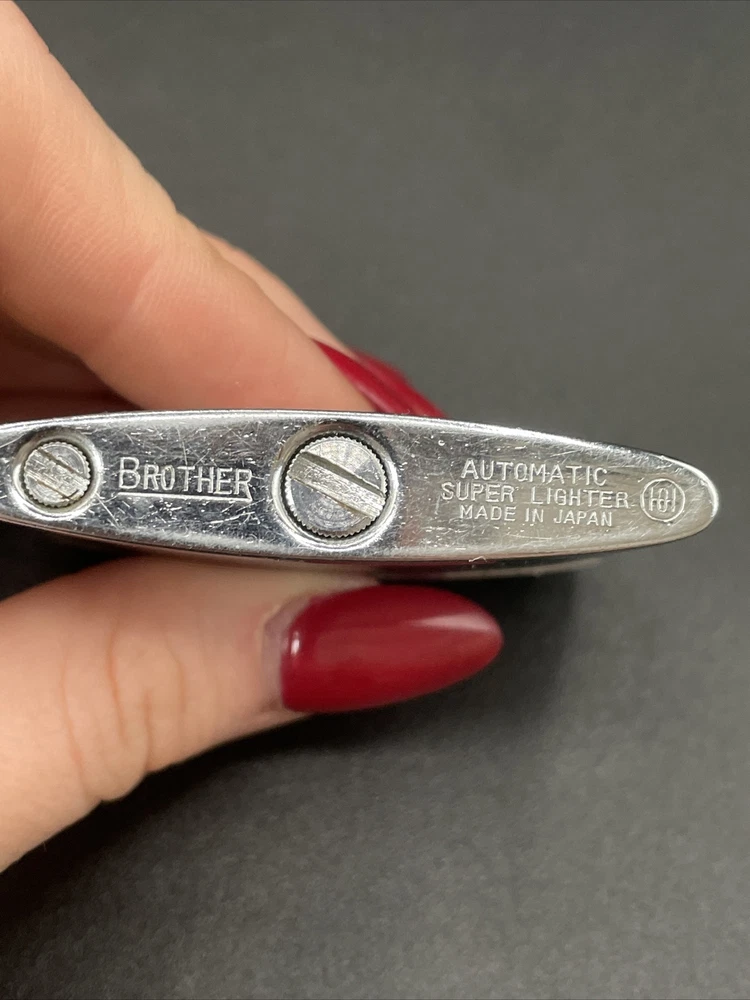 BROTHER
AUTOMATIC
SUPER LIGHTER
MADE IN JAPAN